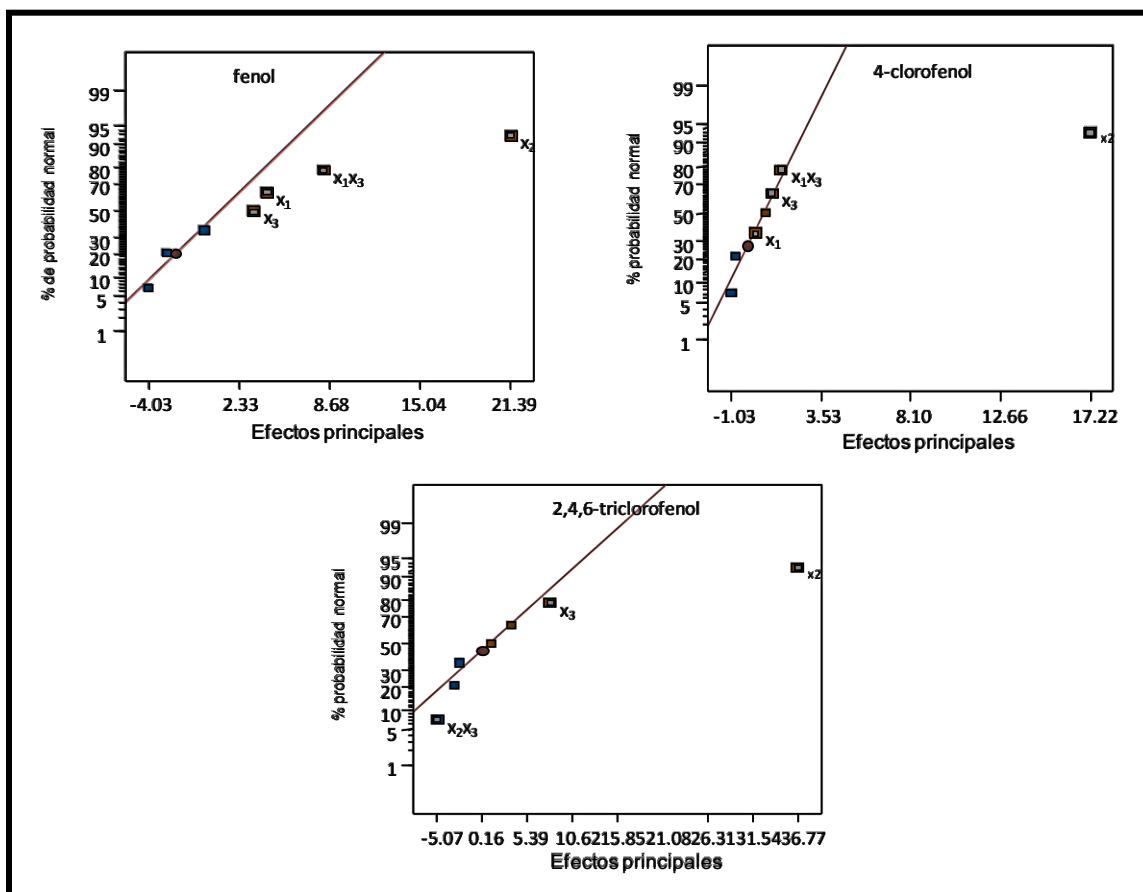 fenol
% de probabilidad normal
99
95
90
80
70
50
30
20
10
5
1
x2
x1x3
x1
x3
-4.03 2.33 8.68 15.04 21.39
Efectos principales
4-clorofenol
% probabilidad normal
99
95
90
80
70
50
30
20
10
5
1
x2
x1x3
x3
x1
-1.03 3.53 8.10 12.66 17.22
Efectos principales
2,4,6-triclorofenol
% probabilidad normal
99
95
90
80
70
50
30
20
10
5
1
x2
x3
x2x3
-5.07 0.16 5.39 10.6215.8521.0826.3131.5436.77
Efectos principales